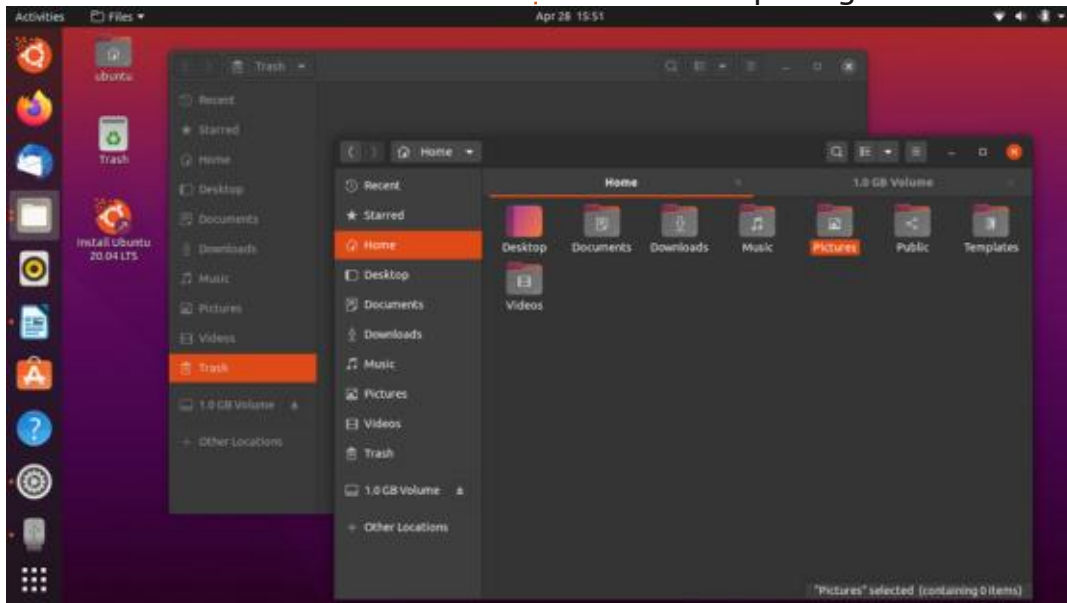 Activities Files Apr 28 15:51
ubuntu
Trash
Install Ubuntu
20.04 LTS
Trash
Recent
Starred
Home
Desktop
Documents
Downloads
Music
Pictures
Videos
Trash
1.0 GB Volume
Other Locations
Home
Recent
Starred
Home
Desktop
Documents
Downloads
Music
Pictures
Videos
Trash
1.0 GB Volume
Other Locations
Home 1.0 GB Volume
Desktop Documents Downloads Music Pictures Public Templates
Videos
"Pictures" selected (containing 0 items)